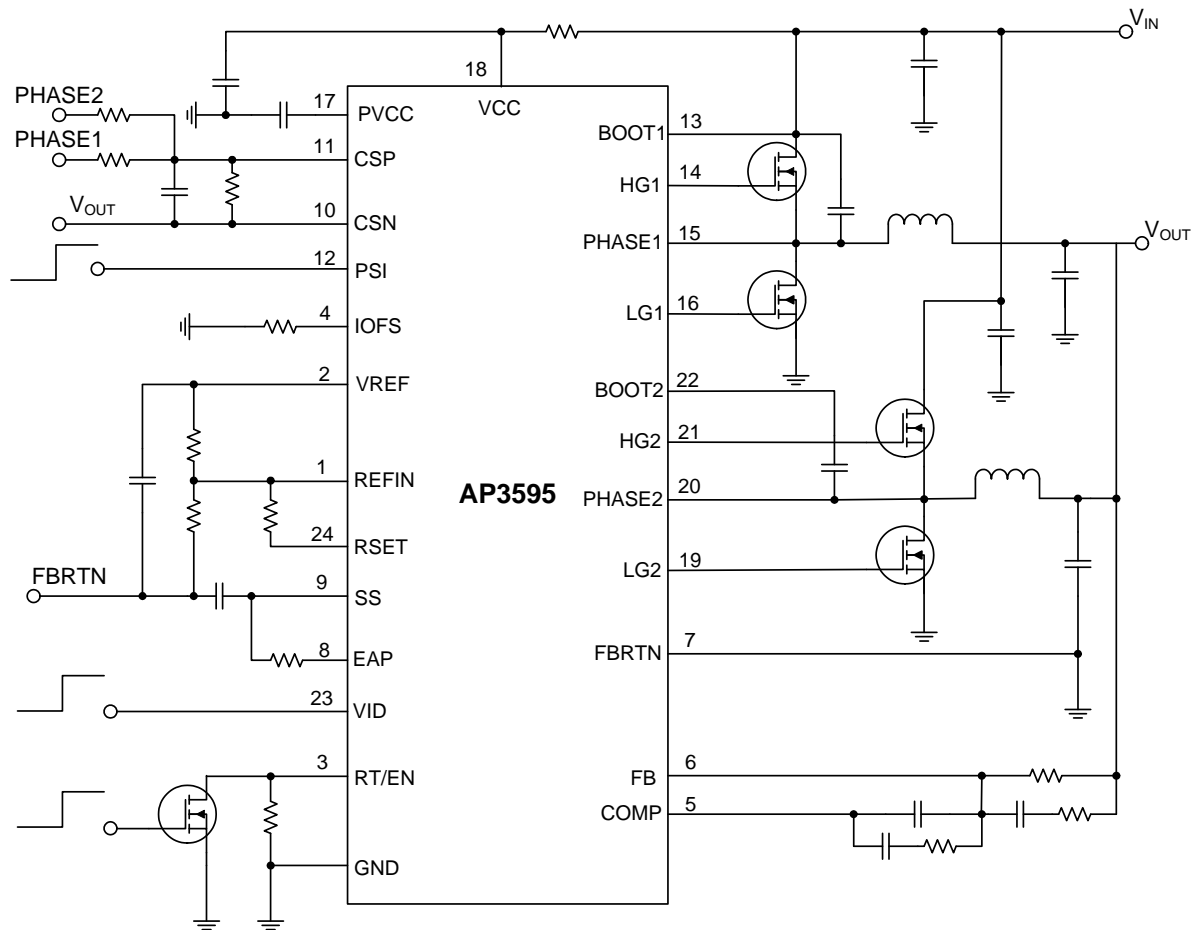 V_IN
18
VCC
PHASE2
17
PVCC
PHASE1
11
CSP
V_OUT
10
CSN
12
PSI
4
IOFS
2
VREF
1
REFIN
24
RSET
FBRTN
9
SS
8
EAP
23
VID
3
RT/EN
GND
AP3595
BOOT1
13
HG1
14
PHASE1
15
V_OUT
LG1
16
BOOT2
22
HG2
21
PHASE2
20
LG2
19
FBRTN
7
FB
6
COMP
5